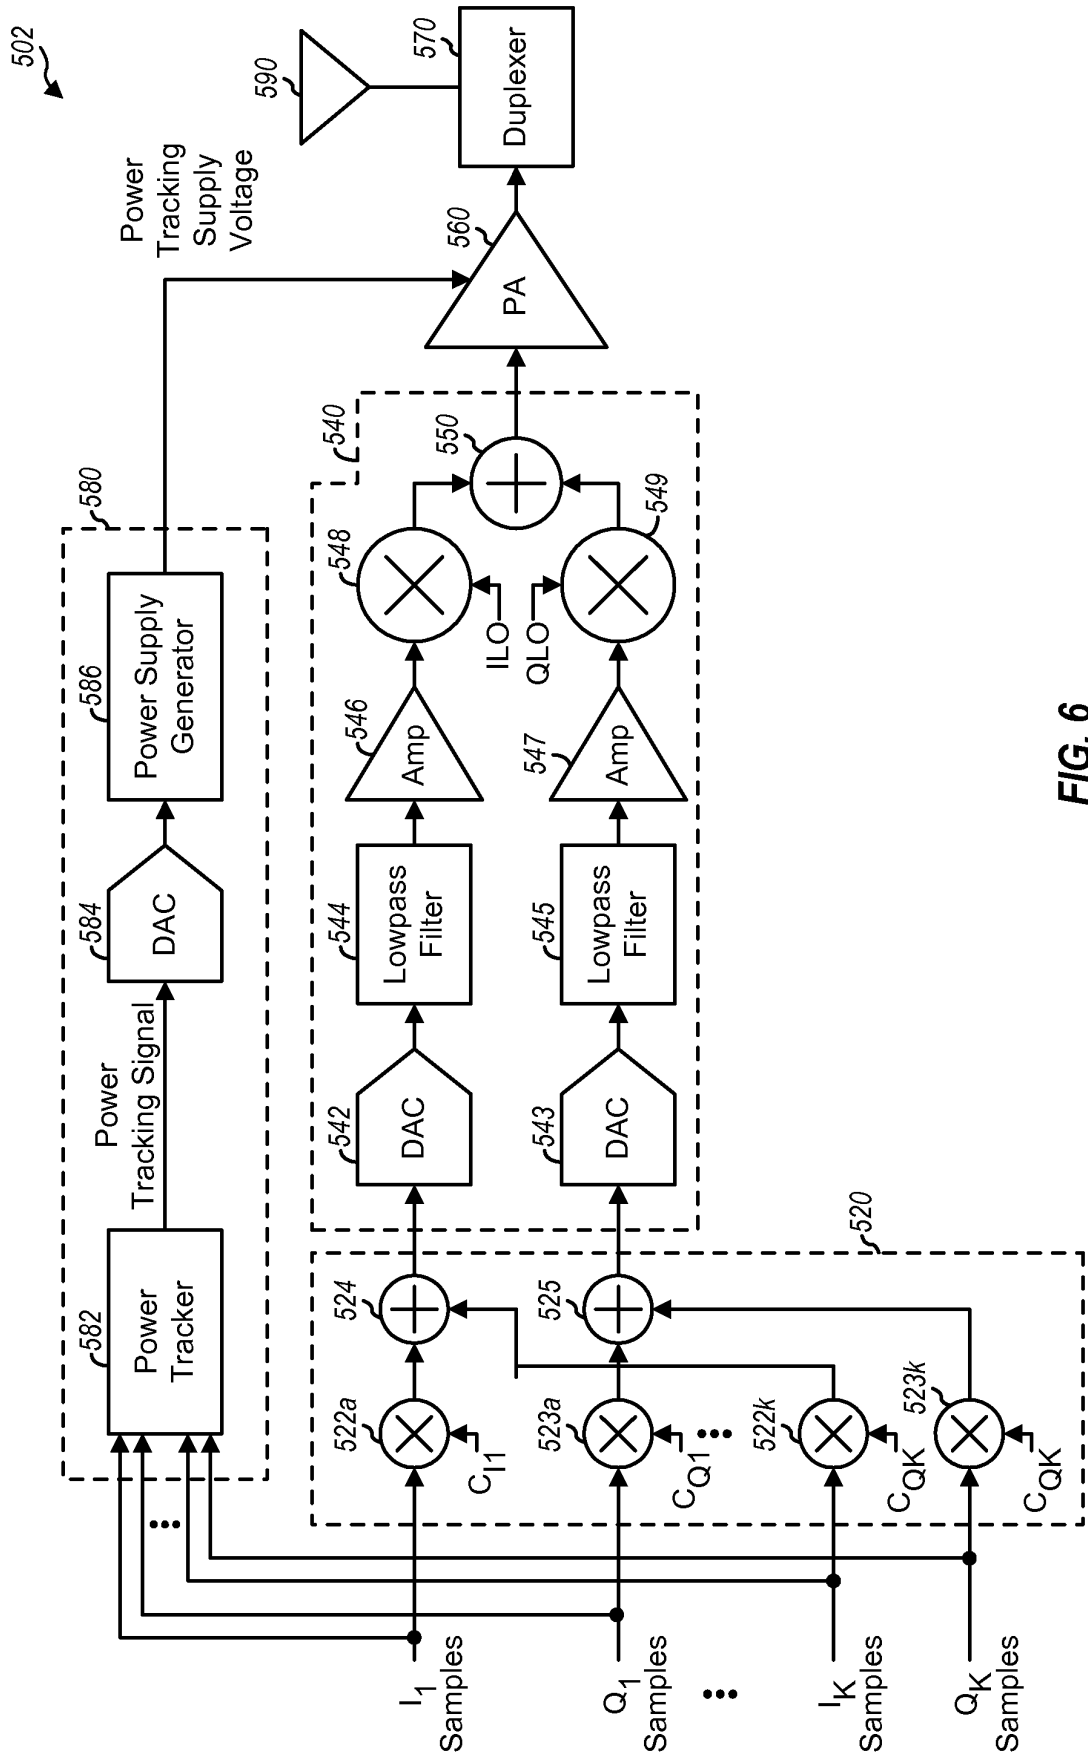 502
580
582
Power
Tracker
Power
Tracking Signal
584
DAC
586
Power Supply
Generator
Power
Tracking
Supply
Voltage
590
570
Duplexer
560
PA
540
542
DAC
544
Lowpass
Filter
546
Amp
548
ILO
550
QLO
549
543
DAC
545
Lowpass
Filter
547
Amp
520
522a
CI1
524
523a
CQ1
525
522k
CQK
523k
CQK
I1
Samples
Q1
Samples
IK
Samples
QK
Samples
FIG. 6